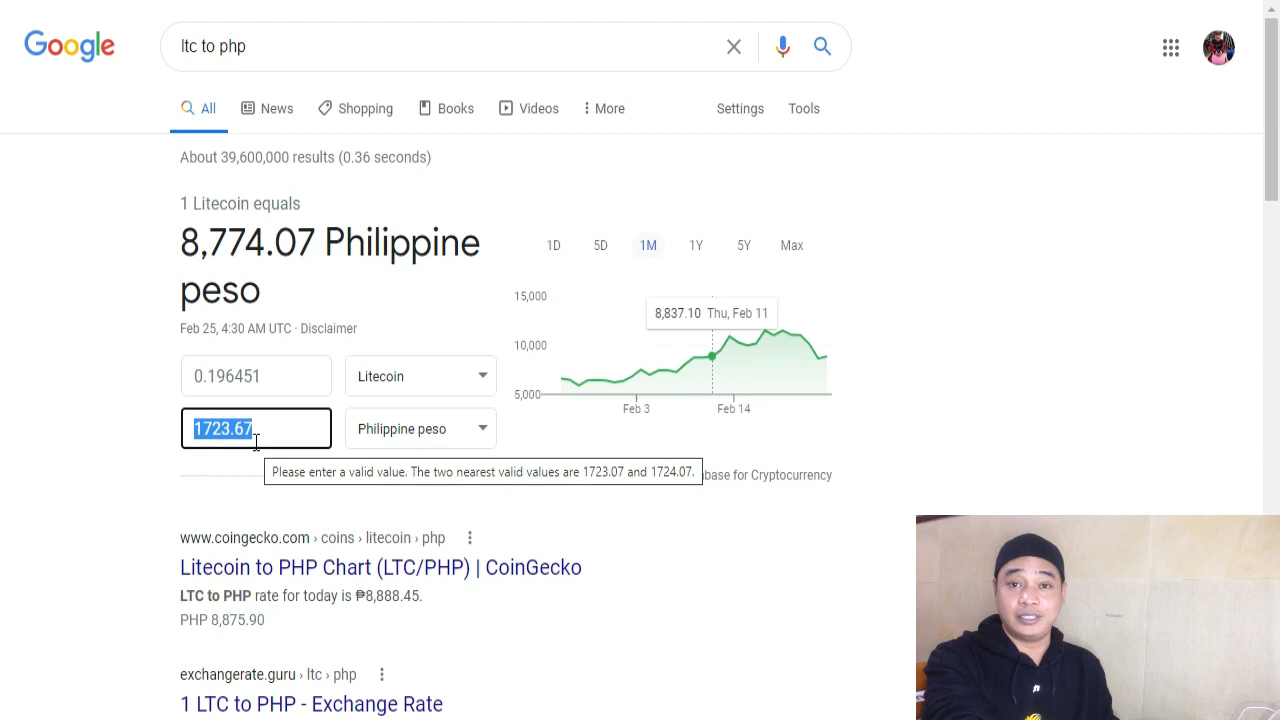 Google
ltc to php
All
News
Shopping
Books
Videos
More
Settings
Tools
About 39,600,000 results (0.36 seconds)
1 Litecoin equals
8,774.07 Philippine
peso
Feb 25, 4:30 AM UTC · Disclaimer
1D 5D 1M 1Y 5Y Max
15,000
8,837.10 Thu, Feb 11
10,000
5,000
Feb 3
Feb 14
0.196451
Litecoin
1723.67
Philippine peso
Please enter a valid value. The two nearest valid values are 1723.07 and 1724.07.
base for Cryptocurrency
www.coingecko.com › coins › litecoin › php
Litecoin to PHP Chart (LTC/PHP) | CoinGecko
LTC to PHP rate for today is ₱8,888.45.
PHP 8,875.90
exchangerate.guru › ltc › php
1 LTC to PHP - Exchange Rate